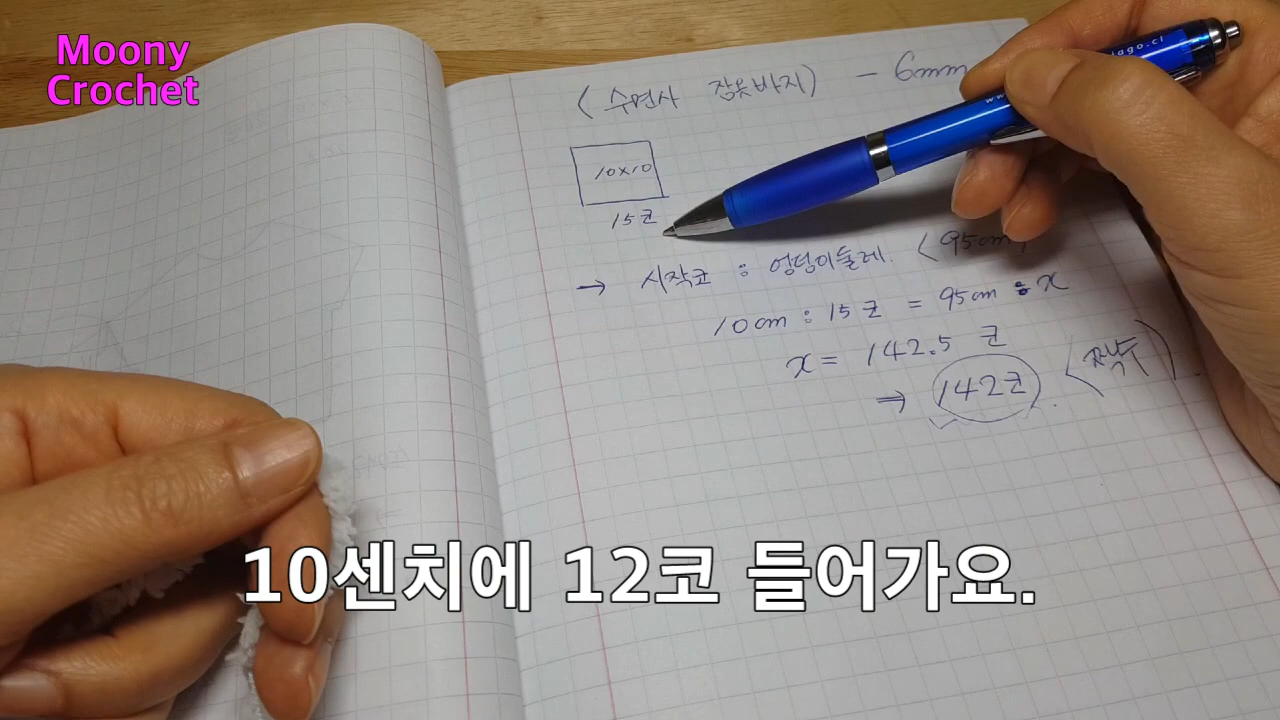 Moony
Crochet
(수면사 잠옷바지) - 6mm
10x10
15코
→ 시작코 : 엉덩이둘레. (95cm)
10cm : 15코 = 95cm : x
x = 142.5 코
⇒ 142코. (짝수)
10센치에 12코 들어가요.